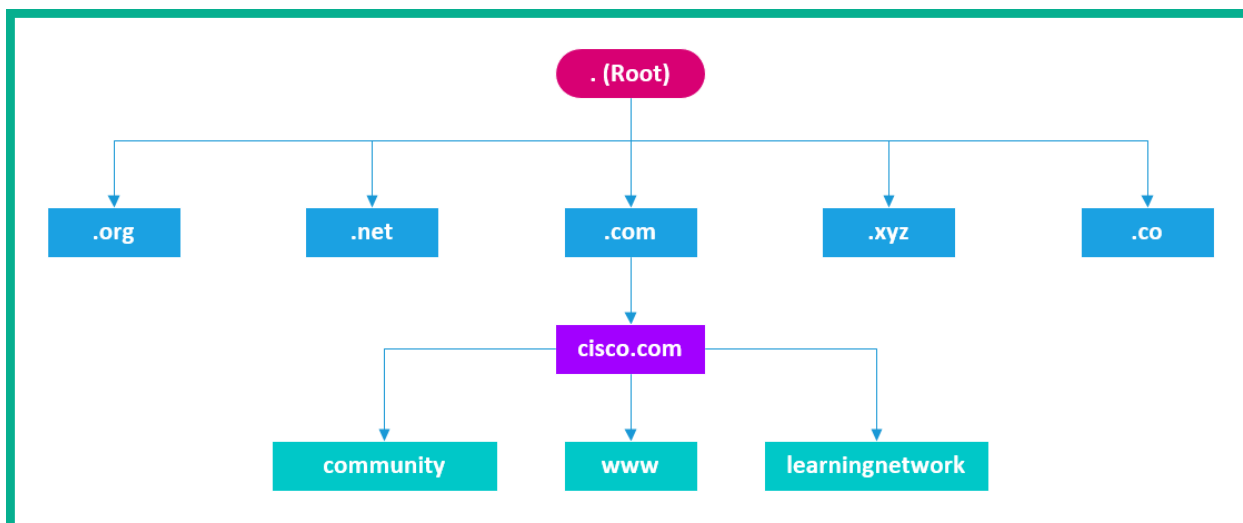 . (Root)
.org
.net
.com
.xyz
.co
cisco.com
community
www
learningnetwork